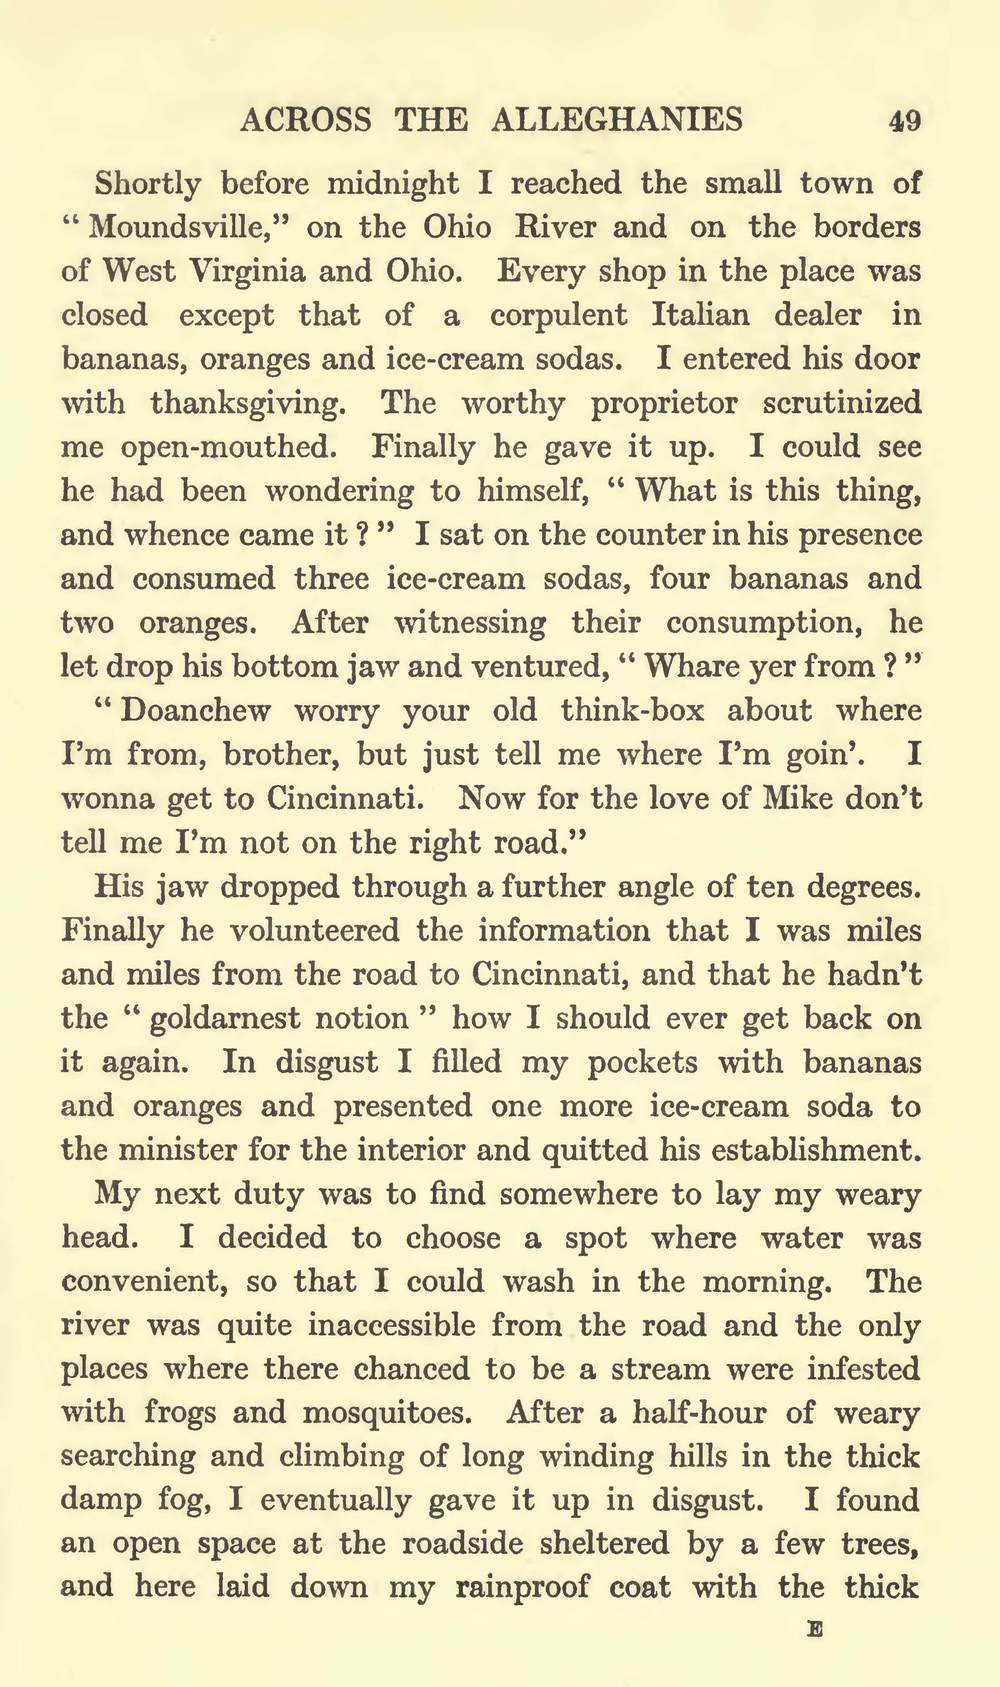 ACROSS THE ALLEGHANIES 49
Shortly before midnight I reached the small town of
“ Moundsville,” on the Ohio River and on the borders
of West Virginia and Ohio. Every shop in the place was
closed except that of a corpulent Italian dealer in
bananas, oranges and ice-cream sodas. I entered his door
with thanksgiving. The worthy proprietor scrutinized
me open-mouthed. Finally he gave it up. I could see
he had been wondering to himself, “ What is this thing,
and whence came it ? ” I sat on the counter in his presence
and consumed three ice-cream sodas, four bananas and
two oranges. After witnessing their consumption, he
let drop his bottom jaw and ventured, “ Whare yer from ? ”
“ Doanchew worry your old think-box about where
I’m from, brother, but just tell me where I’m goin’. I
wonna get to Cincinnati. Now for the love of Mike don’t
tell me I’m not on the right road.”
His jaw dropped through a further angle of ten degrees.
Finally he volunteered the information that I was miles
and miles from the road to Cincinnati, and that he hadn’t
the “ goldarnest notion ” how I should ever get back on
it again. In disgust I filled my pockets with bananas
and oranges and presented one more ice-cream soda to
the minister for the interior and quitted his establishment.
My next duty was to find somewhere to lay my weary
head. I decided to choose a spot where water was
convenient, so that I could wash in the morning. The
river was quite inaccessible from the road and the only
places where there chanced to be a stream were infested
with frogs and mosquitoes. After a half-hour of weary
searching and climbing of long winding hills in the thick
damp fog, I eventually gave it up in disgust. I found
an open space at the roadside sheltered by a few trees,
and here laid down my rainproof coat with the thick
E